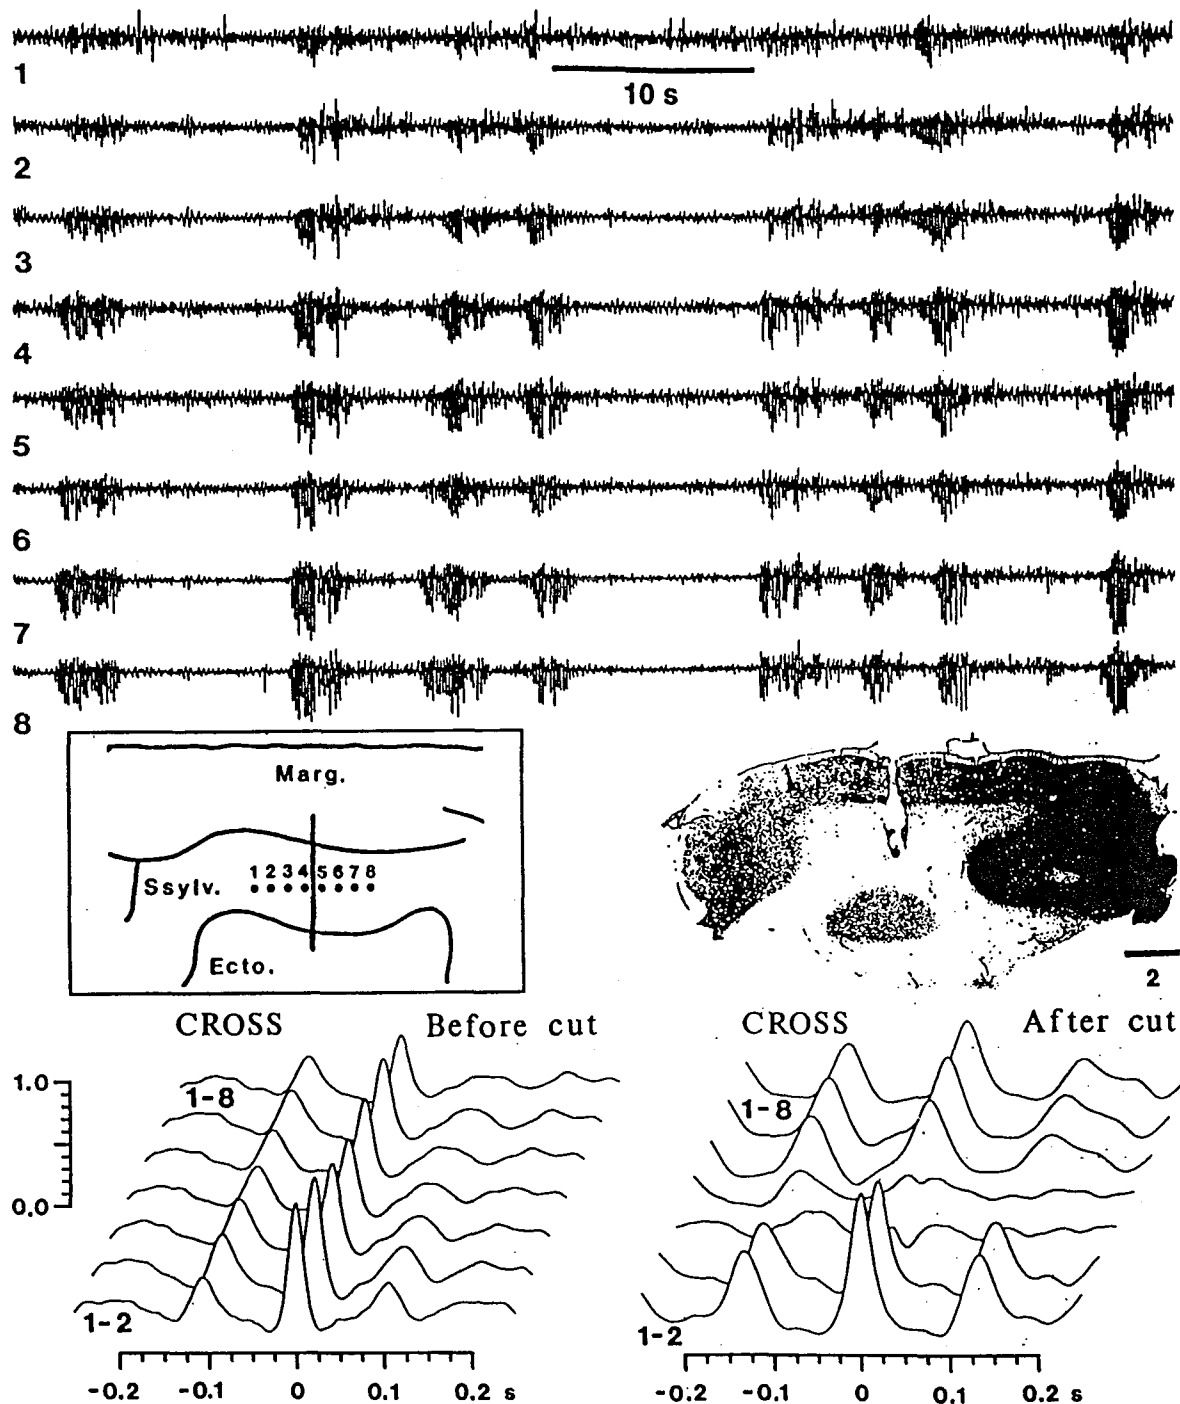 1
10 s
2
3
4
5
6
7
8
Marg.
1 2 3 4 5 6 7 8
Ssylv.
Ecto.
2
CROSS Before cut
CROSS After cut
1.0
0.0
1-8
1-2
1-8
1-2
-0.2 -0.1 0 0.1 0.2 s
-0.2 -0.1 0 0.1 0.2 s